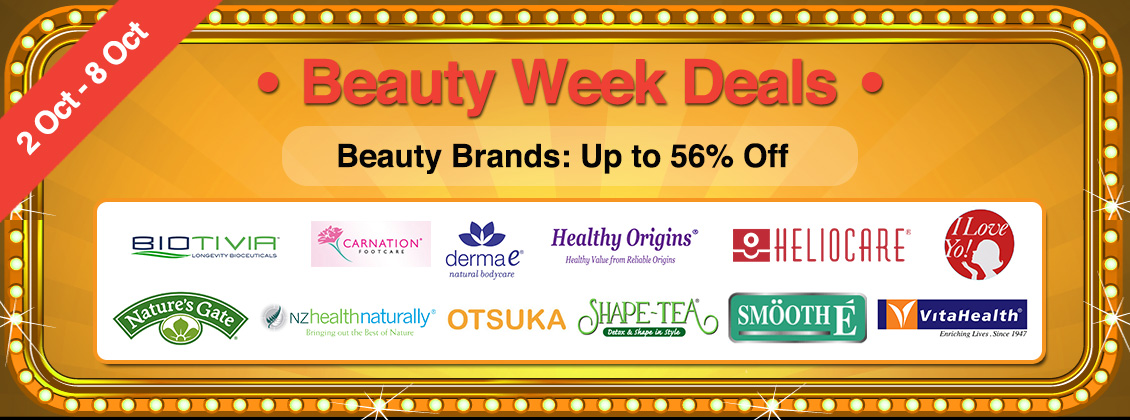 2 Oct - 8 Oct
• Beauty Week Deals •
Beauty Brands: Up to 56% Off
BIOTIVIA
LONGEVITY BIOCEUTICALS
CARNATION®
FOOTCARE
derma e®
natural bodycare
Healthy Origins®
Healthy Value from Reliable Origins
HELIOCARE®
I Love
Yo!
Nature's Gate®
NZhealthnaturally®
Bringing out the Best of Nature
OTSUKA
SHAPE-TEA®
Detox & Shape in Style
SMÖOTH É
VITAHEALTH®
Enriching Lives . Since 1947